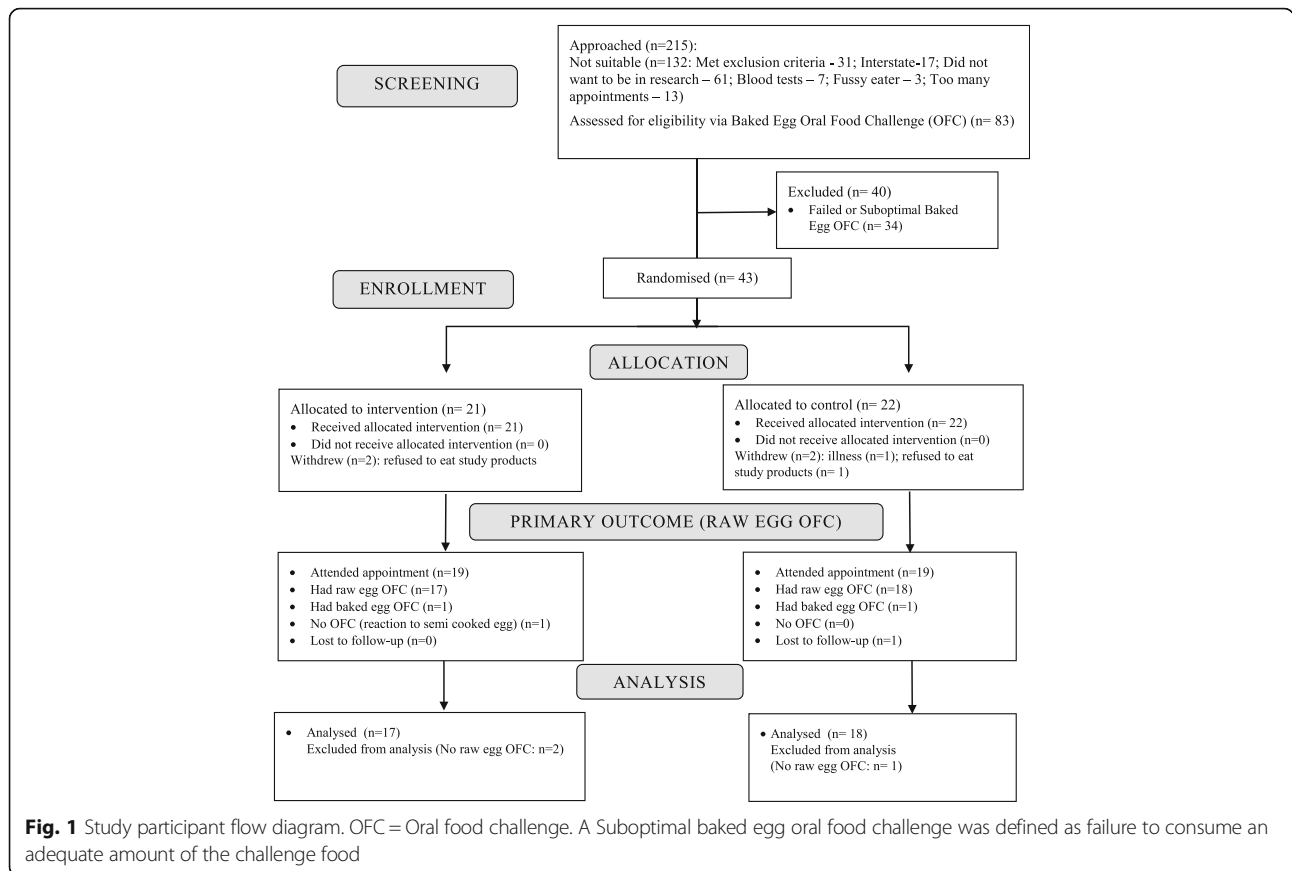 SCREENING
Approached (n=215):
Not suitable (n=132: Met exclusion criteria - 31; Interstate-17; Did not
want to be in research – 61; Blood tests – 7; Fussy eater – 3; Too many
appointments – 13)
Assessed for eligibility via Baked Egg Oral Food Challenge (OFC) (n= 83)
Excluded (n= 40)
• Failed or Suboptimal Baked
Egg OFC (n= 34)
Randomised (n= 43)
ENROLLMENT
ALLOCATION
Allocated to intervention (n= 21)
• Received allocated intervention (n= 21)
• Did not receive allocated intervention (n= 0)
Withdrew (n=2): refused to eat study products
Allocated to control (n= 22)
• Received allocated intervention (n= 22)
• Did not receive allocated intervention (n=0)
Withdrew (n=2): illness (n=1); refused to eat
study products (n= 1)
PRIMARY OUTCOME (RAW EGG OFC)
• Attended appointment (n=19)
• Had raw egg OFC (n=17)
• Had baked egg OFC (n=1)
• No OFC (reaction to semi cooked egg) (n=1)
• Lost to follow-up (n=0)
• Attended appointment (n=19)
• Had raw egg OFC (n=18)
• Had baked egg OFC (n=1)
• No OFC (n=0)
• Lost to follow-up (n=1)
ANALYSIS
• Analysed (n=17)
Excluded from analysis (No raw egg OFC: n=2)
• Analysed (n= 18)
Excluded from analysis
(No raw egg OFC: n= 1)
Fig. 1 Study participant flow diagram. OFC = Oral food challenge. A Suboptimal baked egg oral food challenge was defined as failure to consume an
adequate amount of the challenge food